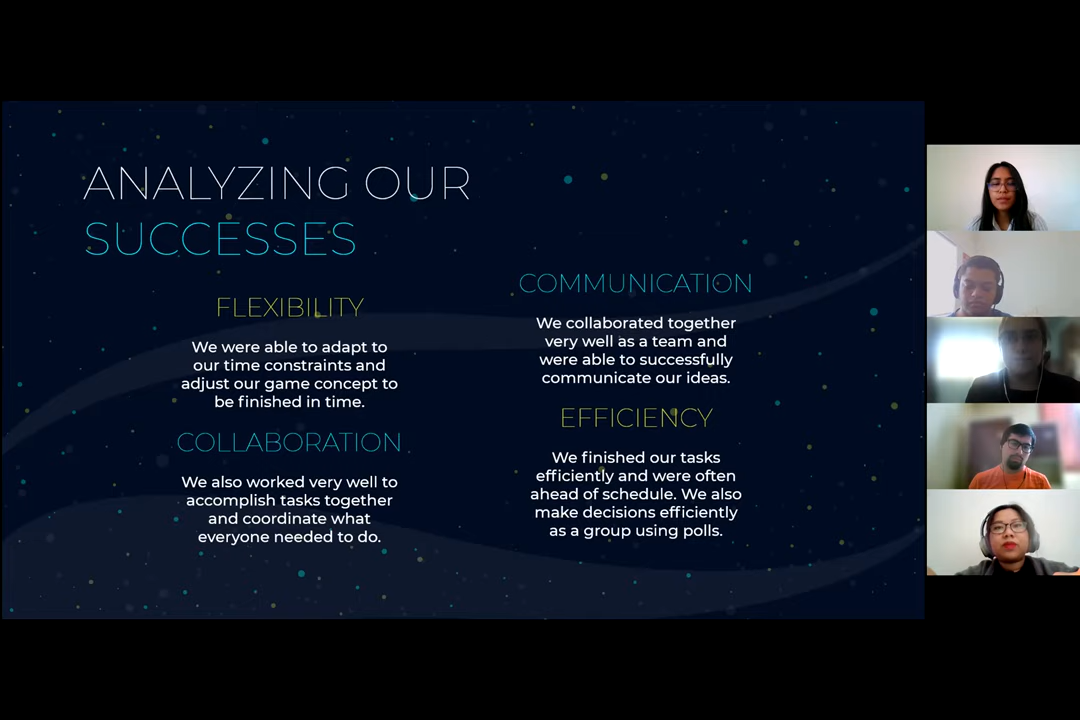 ANALYZING OUR
SUCCESSES
FLEXIBILITY
We were able to adapt to
our time constraints and
adjust our game concept to
be finished in time.
COLLABORATION
We also worked very well to
accomplish tasks together
and coordinate what
everyone needed to do.
COMMUNICATION
We collaborated together
very well as a team and
were able to successfully
communicate our ideas.
EFFICIENCY
We finished our tasks
efficiently and were often
ahead of schedule. We also
make decisions efficiently
as a group using polls.